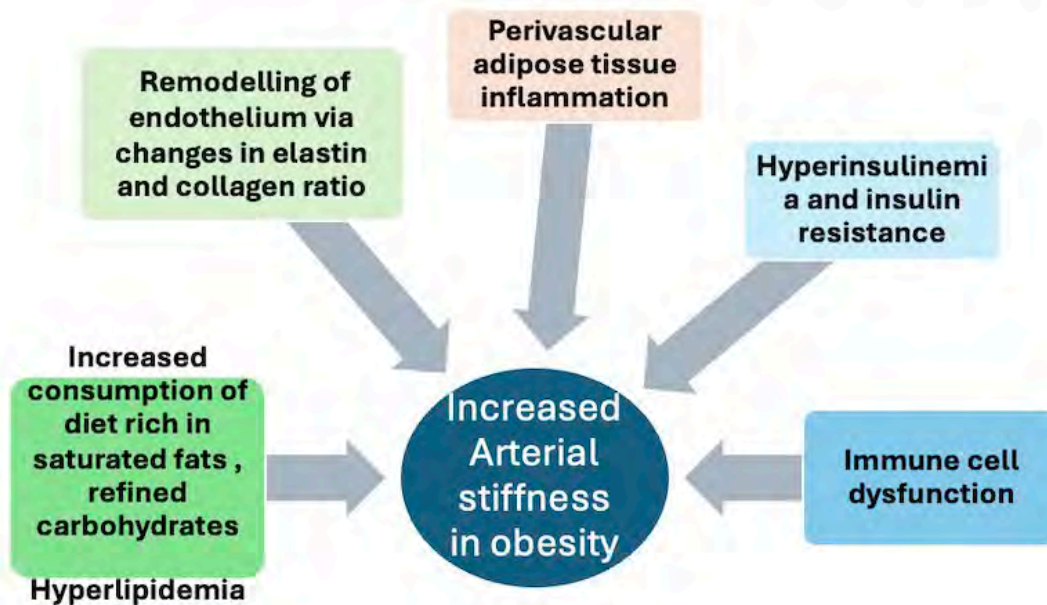 Perivascular
adipose tissue
inflammation
Remodelling of
endothelium via
changes in elastin
and collagen ratio
Hyperinsulinemi
a and insulin
resistance
Increased
consumption of
diet rich in
saturated fats ,
refined
carbohydrates
Hyperlipidemia
Increased
Arterial
stiffness
in obesity
Immune cell
dysfunction